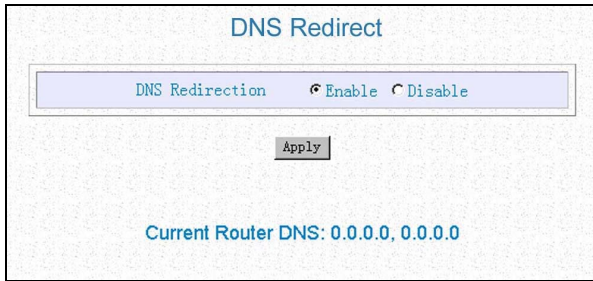 DNS Redirect
DNS Redirection Enable Disable
Apply
Current Router DNS: 0.0.0.0, 0.0.0.0